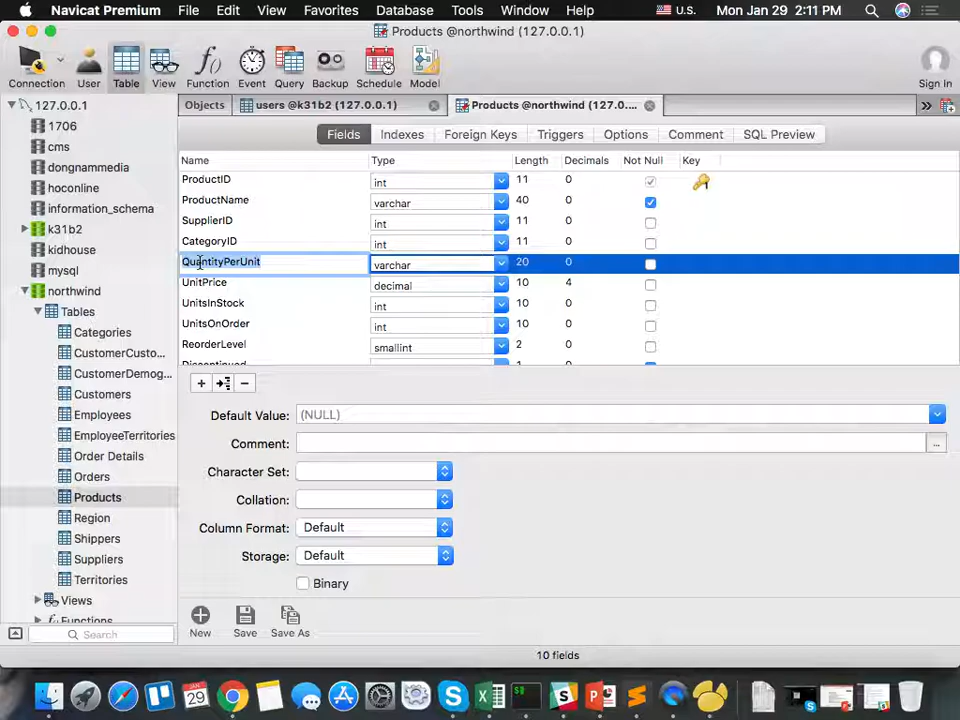 Navicat Premium File Edit View Favorites Database Tools Window Help U.S. Mon Jan 29 2:11 PM
Products @northwind (127.0.0.1)
Connection User Table View Function Event Query Backup Schedule Model Sign In
127.0.0.1
1706
cms
dongnammedia
hoconline
information_schema
k31b2
kidhouse
mysql
northwind
Tables
Categories
CustomerCusto...
CustomerDemog...
Customers
Employees
EmployeeTerritories
Order Details
Orders
Products
Region
Shippers
Suppliers
Territories
Views
Functions
Search
Objects users @k31b2 (127.0.0.1) Products @northwind (127.0.0....
Fields Indexes Foreign Keys Triggers Options Comment SQL Preview
Name Type Length Decimals Not Null Key
ProductID int 11 0
ProductName varchar 40 0
SupplierID int 11 0
CategoryID int 11 0
QuantityPerUnit varchar 20 0
UnitPrice decimal 10 4
UnitsInStock int 10 0
UnitsOnOrder int 10 0
ReorderLevel smallint 2 0
Discontinued 1 0
Default Value: (NULL)
Comment: ...
Character Set:
Collation:
Column Format: Default
Storage: Default
Binary
New Save Save As
10 fields
JAN
29